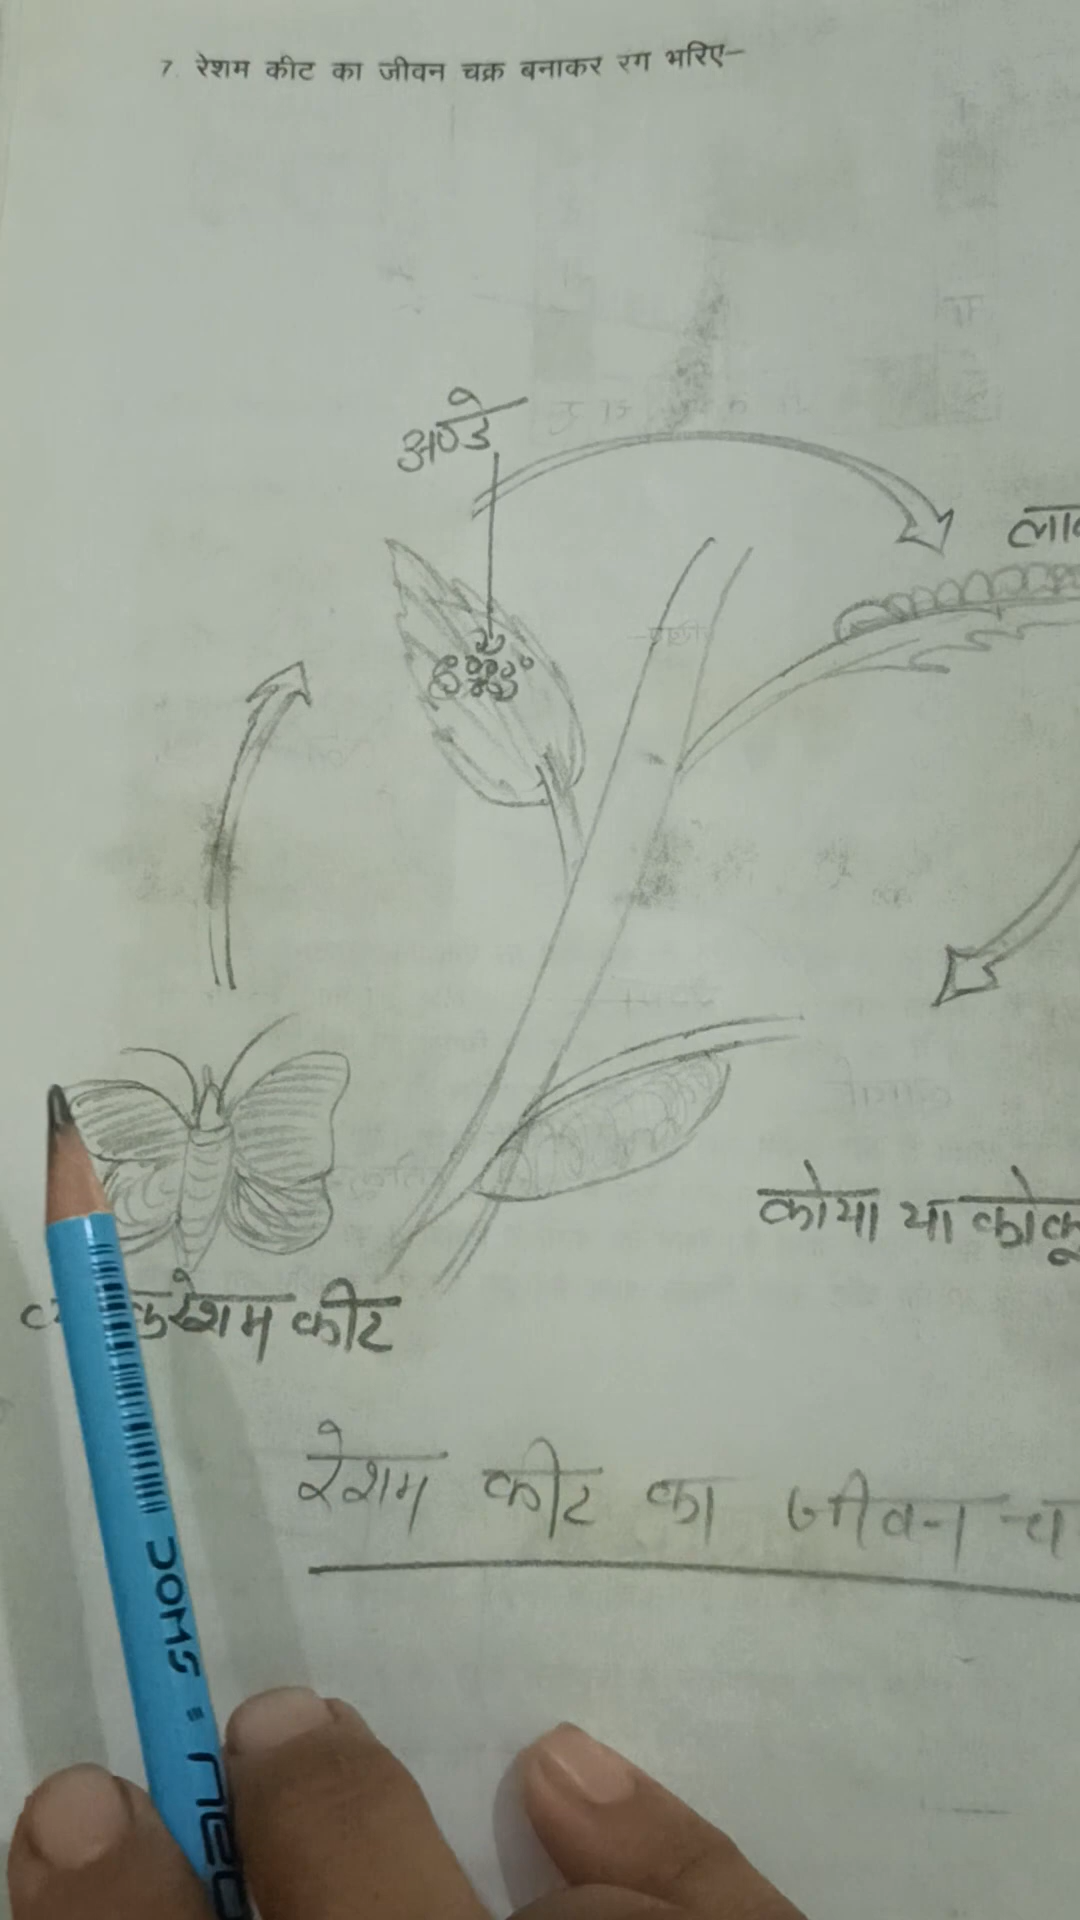 7. रेशम कीट का जीवन चक्र बनाकर रंग भरिए–
अण्डे
कोया या
रेशम कीट
रेशम कीट का जीवन
DOMS neo